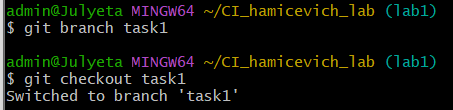 admin@Julyeta MINGW64 ~/CI_hamicevich_lab (lab1)
$ git branch task1
admin@Julyeta MINGW64 ~/CI_hamicevich_lab (lab1)
$ git checkout task1
Switched to branch 'task1'